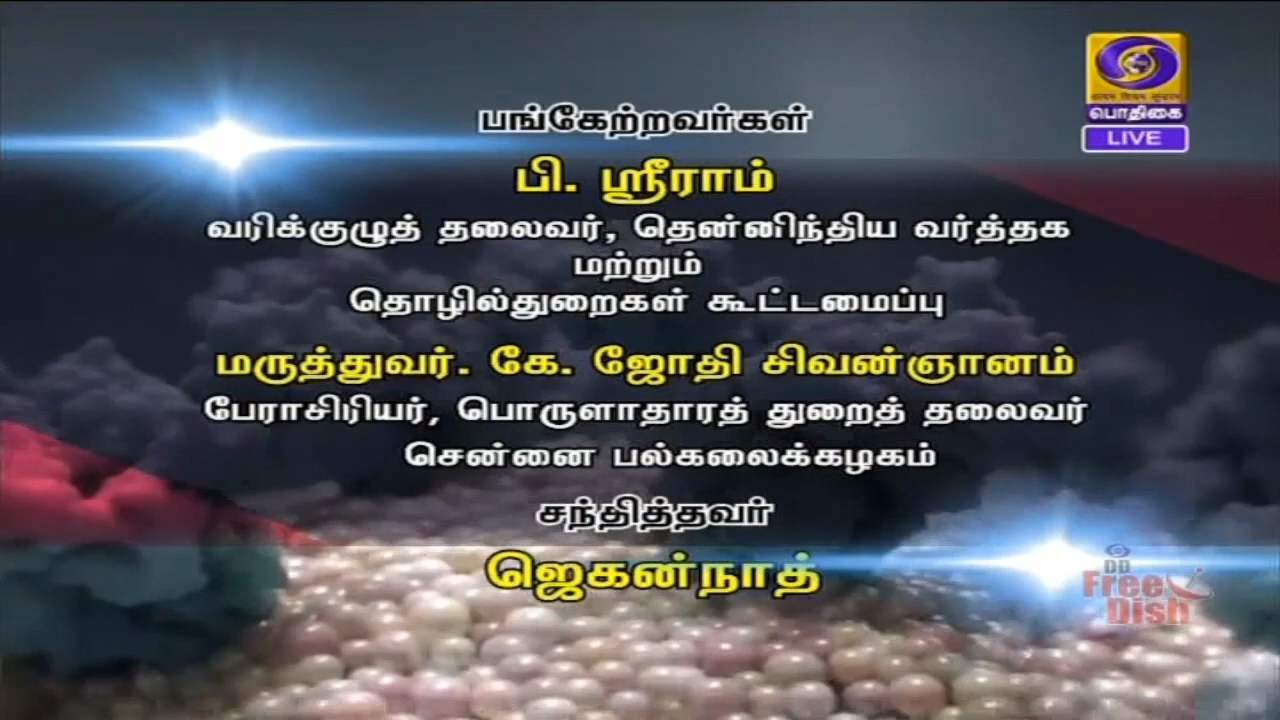 பங்கேற்றவர்கள்
பி. ஸ்ரீராம்
வரிக்குழுத் தலைவர், தென்னிந்திய வர்த்தக
மற்றும்
தொழில்துறைகள் கூட்டமைப்பு
மருத்துவர். கே. ஜோதி சிவன்ஞானம்
பேராசிரியர், பொருளாதாரத் துறைத் தலைவர்
சென்னை பல்கலைக்கழகம்
சந்தித்தவர்
ஜெகன்நாத்
பொதிகை
LIVE
DD
Free
Dish